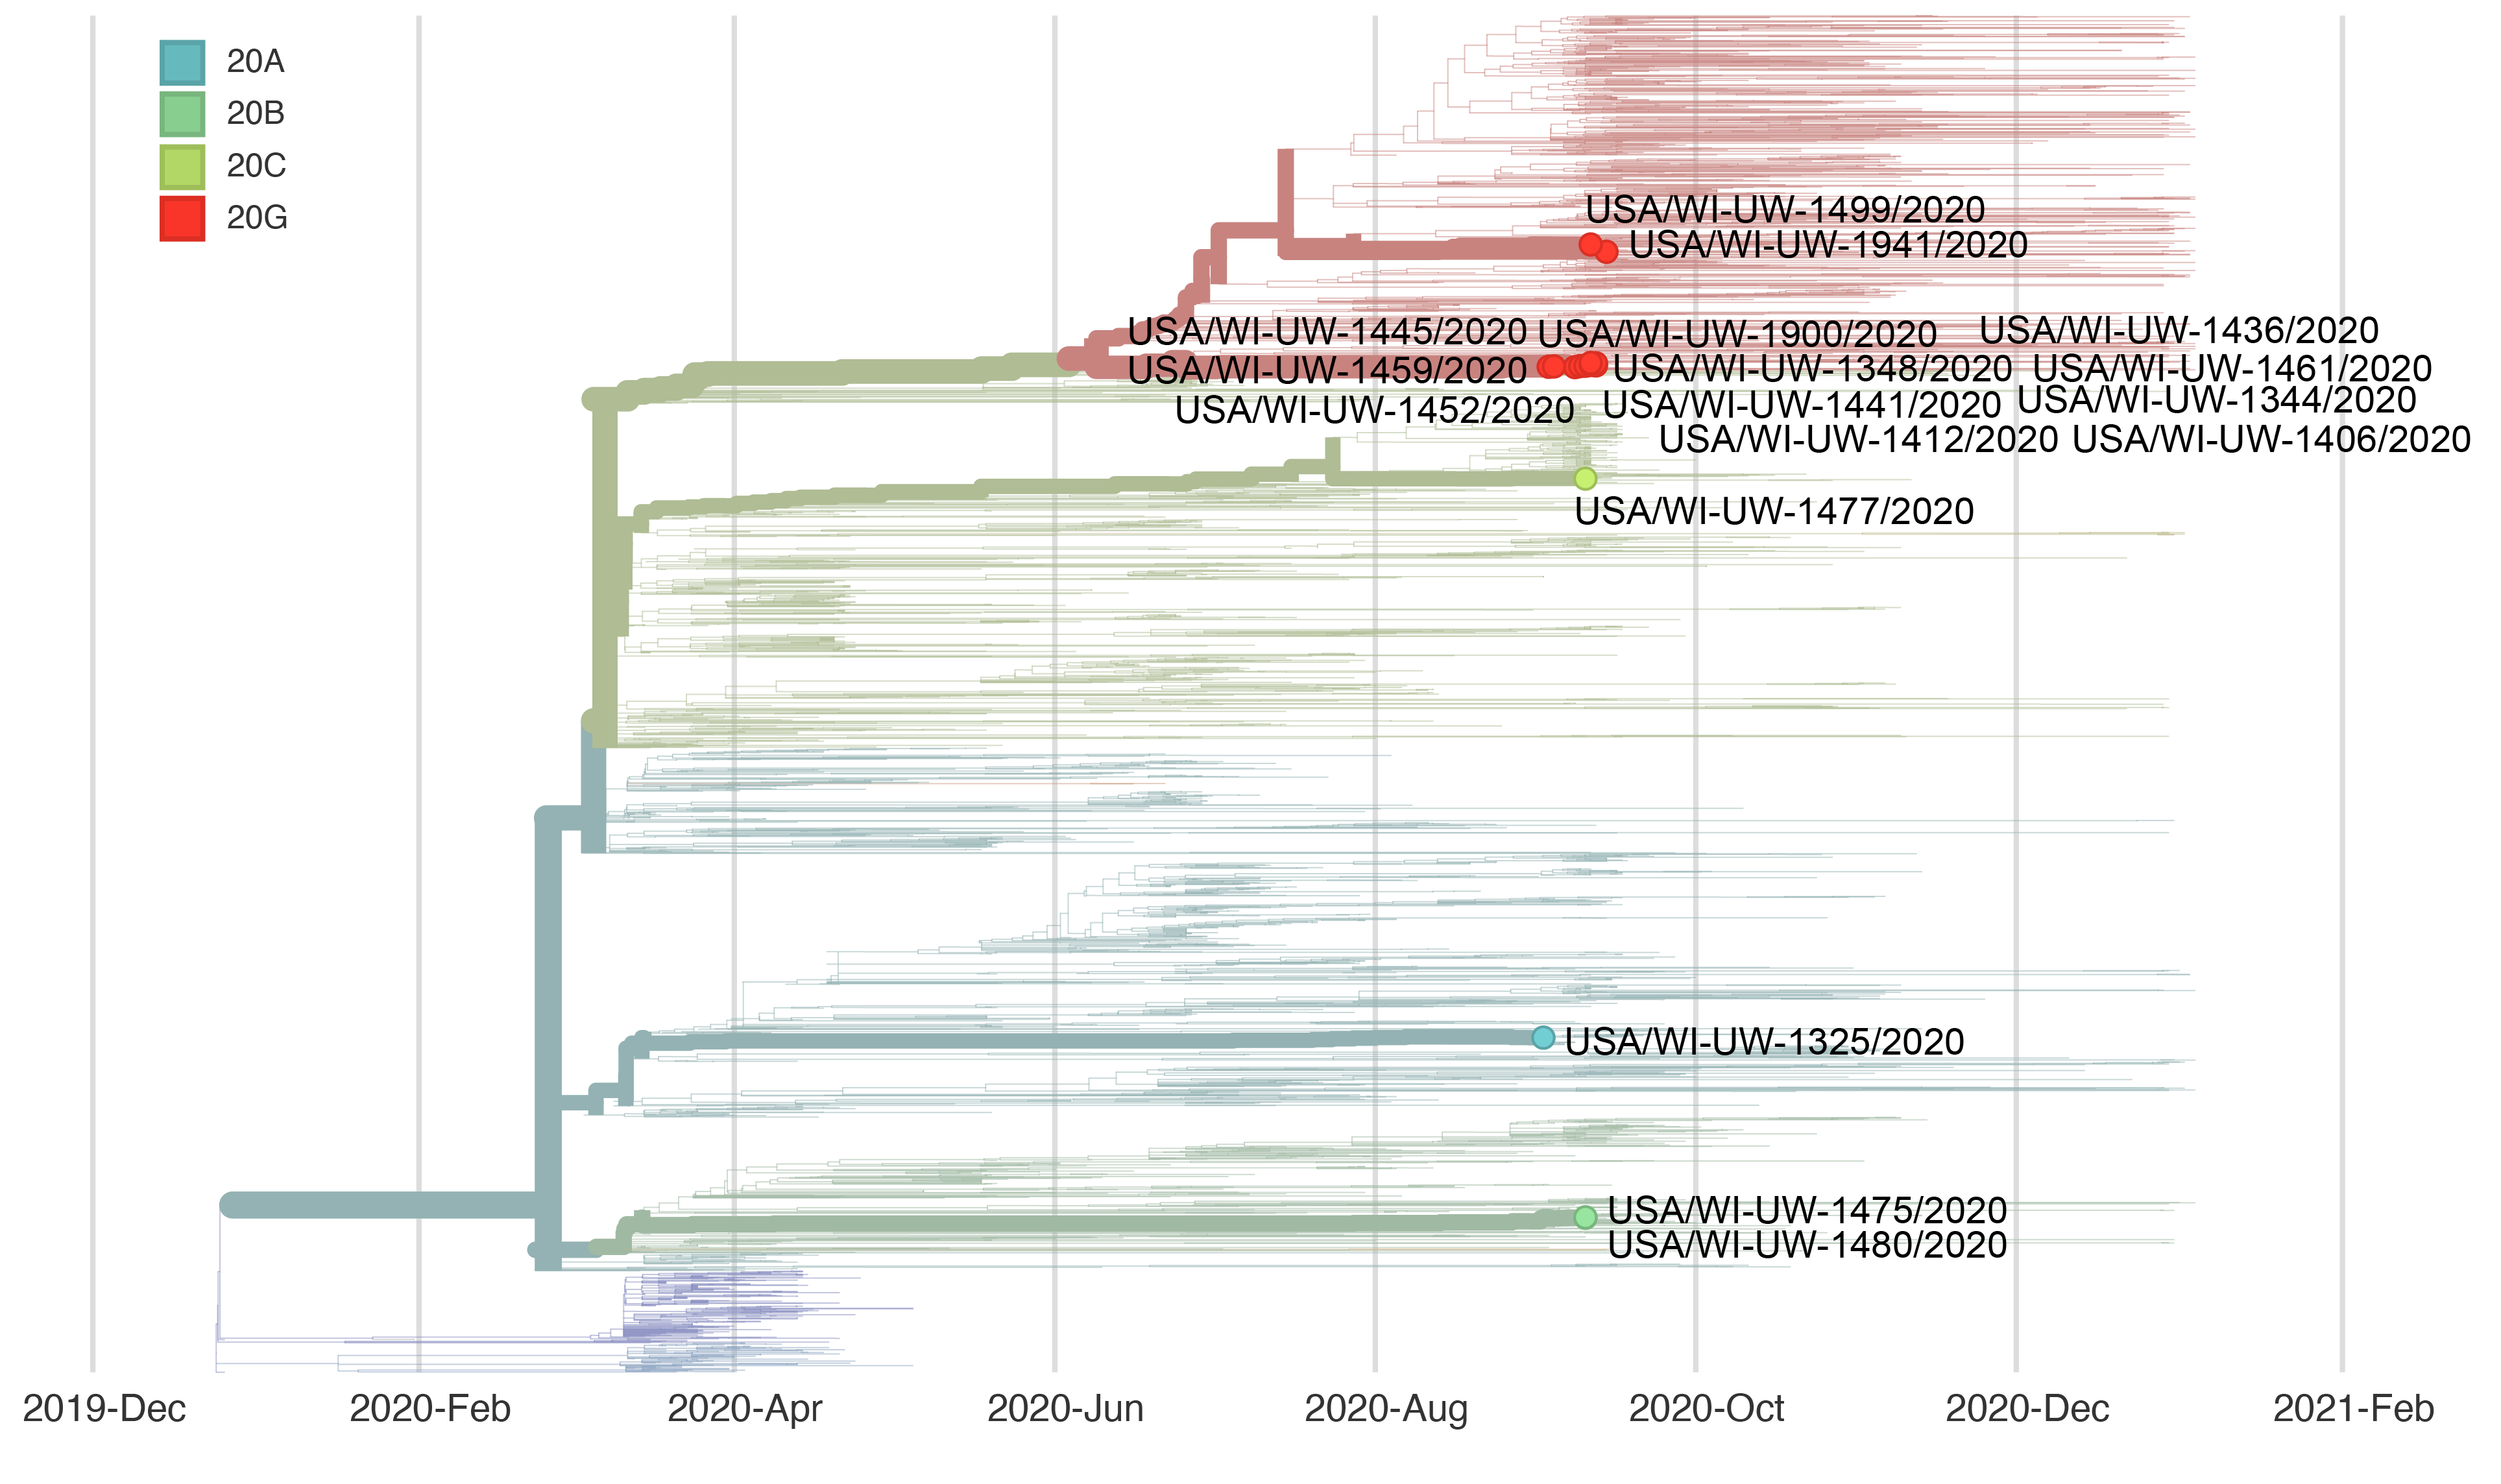 20A
20B
20C
20G
USA/WI-UW-1499/2020
USA/WI-UW-1941/2020
USA/WI-UW-1445/2020 USA/WI-UW-1900/2020 USA/WI-UW-1436/2020
USA/WI-UW-1459/2020 USA/WI-UW-1348/2020 USA/WI-UW-1461/2020
USA/WI-UW-1452/2020 USA/WI-UW-1441/2020 USA/WI-UW-1344/2020
USA/WI-UW-1412/2020 USA/WI-UW-1406/2020
USA/WI-UW-1477/2020
USA/WI-UW-1325/2020
USA/WI-UW-1475/2020
USA/WI-UW-1480/2020
2019-Dec 2020-Feb 2020-Apr 2020-Jun 2020-Aug 2020-Oct 2020-Dec 2021-Feb